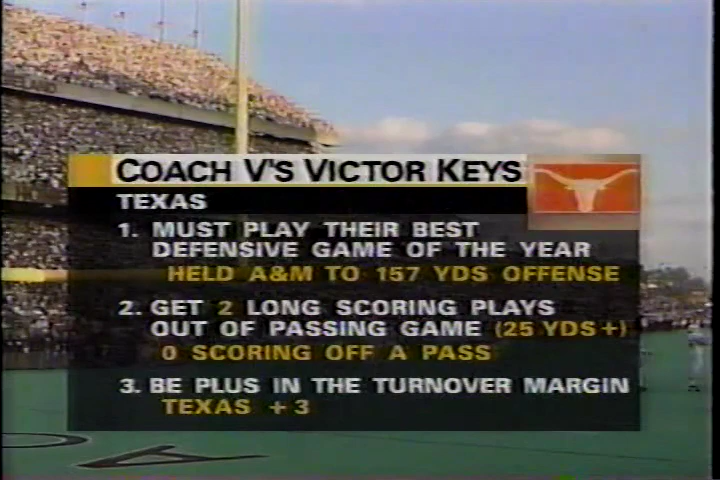 COACH V'S VICTOR KEYS
TEXAS
1. MUST PLAY THEIR BEST
DEFENSIVE GAME OF THE YEAR
HELD A&M TO 157 YDS OFFENSE
2. GET 2 LONG SCORING PLAYS
OUT OF PASSING GAME (25 YDS+)
0 SCORING OFF A PASS
3. BE PLUS IN THE TURNOVER MARGIN
TEXAS +3